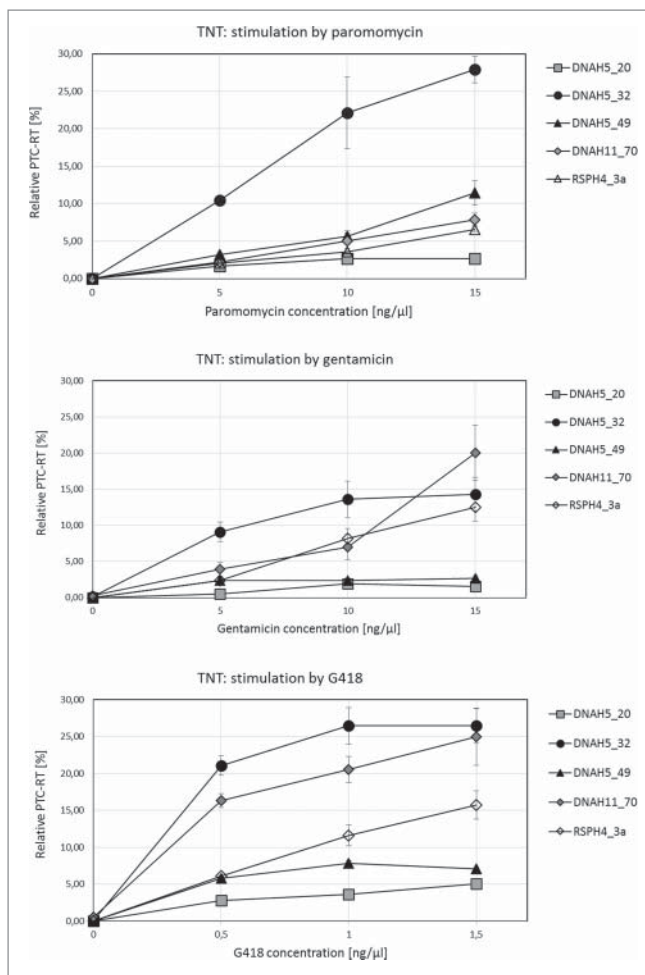 TNT: stimulation by paromomycin
30,00
25,00
20,00
15,00
10,00
5,00
0,00
Relative PTC-RT [%]
0 5 10 15
Paromomycin concentration [ng/µl]
DNAH5_20
DNAH5_32
DNAH5_49
DNAH11_70
RSPH4_3a
TNT: stimulation by gentamicin
30,00
25,00
20,00
15,00
10,00
5,00
0,00
Relative PTC-RT [%]
0 5 10 15
Gentamicin concentration [ng/µl]
DNAH5_20
DNAH5_32
DNAH5_49
DNAH11_70
RSPH4_3a
TNT: stimulation by G418
30,00
25,00
20,00
15,00
10,00
5,00
0,00
Relative PTC-RT [%]
0 0,5 1 1,5
G418 concentration [ng/µl]
DNAH5_20
DNAH5_32
DNAH5_49
DNAH11_70
RSPH4_3a